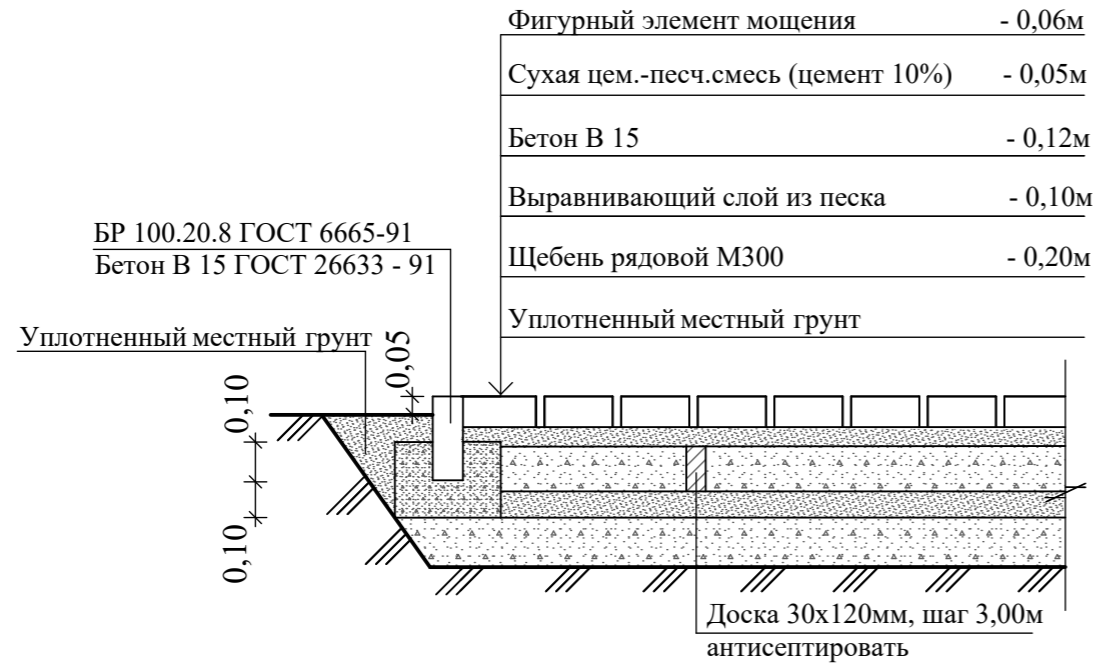 Фигурный элемент мощения - 0,06м
Сухая цем.-песч.смесь (цемент 10%) - 0,05м
Бетон В 15 - 0,12м
Выравнивающий слой из песка - 0,10м
Щебень рядовой М300 - 0,20м
Уплотненный местный грунт
БР 100.20.8 ГОСТ 6665-91
Бетон В 15 ГОСТ 26633 - 91
Уплотненный местный грунт
0,05
0,10
0,10
Доска 30х120мм, шаг 3,00м
антисептировать